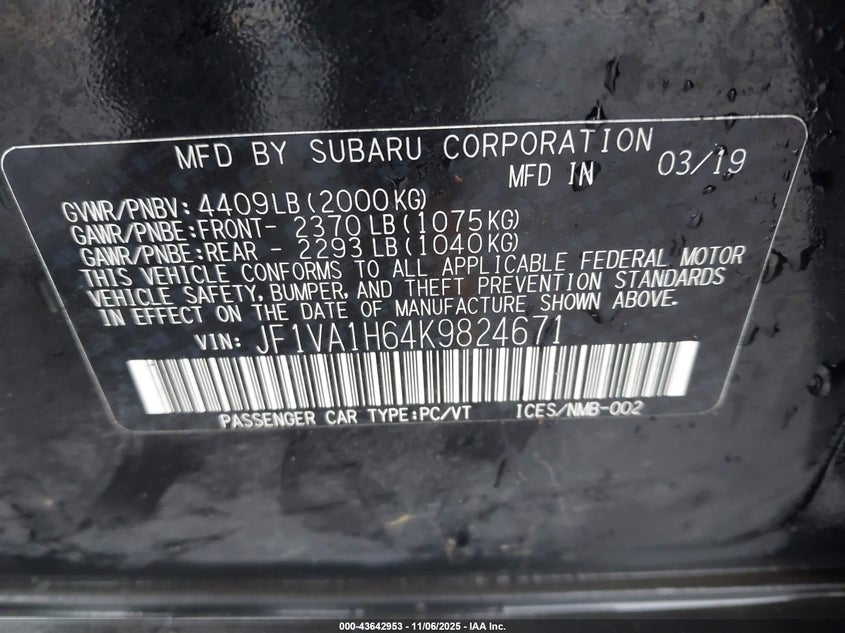 MFD BY SUBARU CORPORATION
MFD IN 03/19
GVWR/PNBV: 4409LB(2000KG)
GAWR/PNBE:FRONT- 2370LB(1075KG)
GAWR/PNBE:REAR - 2293LB(1040KG)
THIS VEHICLE CONFORMS TO ALL APPLICABLE FEDERAL MOTOR
VEHICLE SAFETY, BUMPER, AND THEFT PREVENTION STANDARDS
IN EFFECT ON THE DATE OF MANUFACTURE SHOWN ABOVE.
VIN: JF1VA1H64K9824671
PASSENGER CAR TYPE:PC/VT ICES/NMB-002
000-43642953 - 11/06/2025 - IAA Inc.